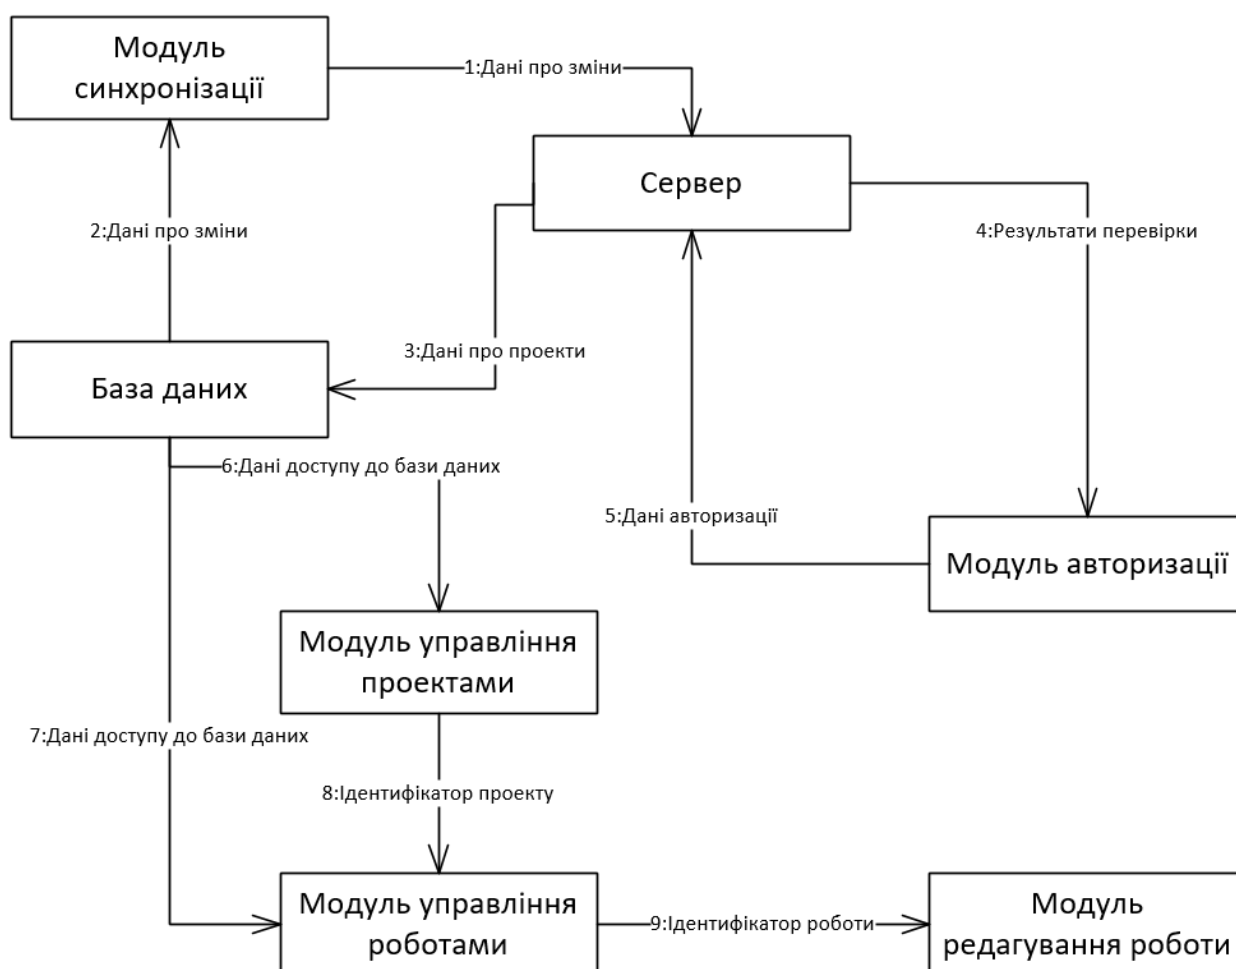 Модуль
синхронізації
1:Дані про зміни
Сервер
2:Дані про зміни
4:Результати перевірки
3:Дані про проекти
База даних
6:Дані доступу до бази даних
5:Дані авторизації
Модуль авторизації
Модуль управління
проектами
7:Дані доступу до бази даних
8:Ідентифікатор проекту
Модуль управління
роботами
9:Ідентифікатор роботи
Модуль
редагування роботи